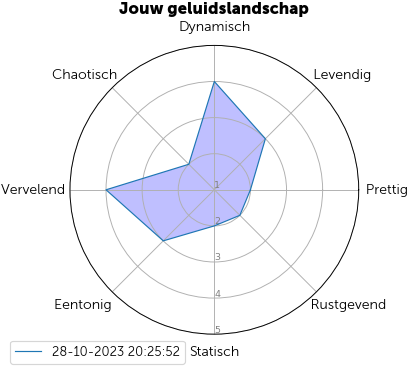 Jouw geluidslandschap
Dynamisch
Chaotisch
Levendig
Vervelend
1
Prettig
2
3
4
Eentonig
Rustgevend
5
28-10-2023 20:25:52
Statisch